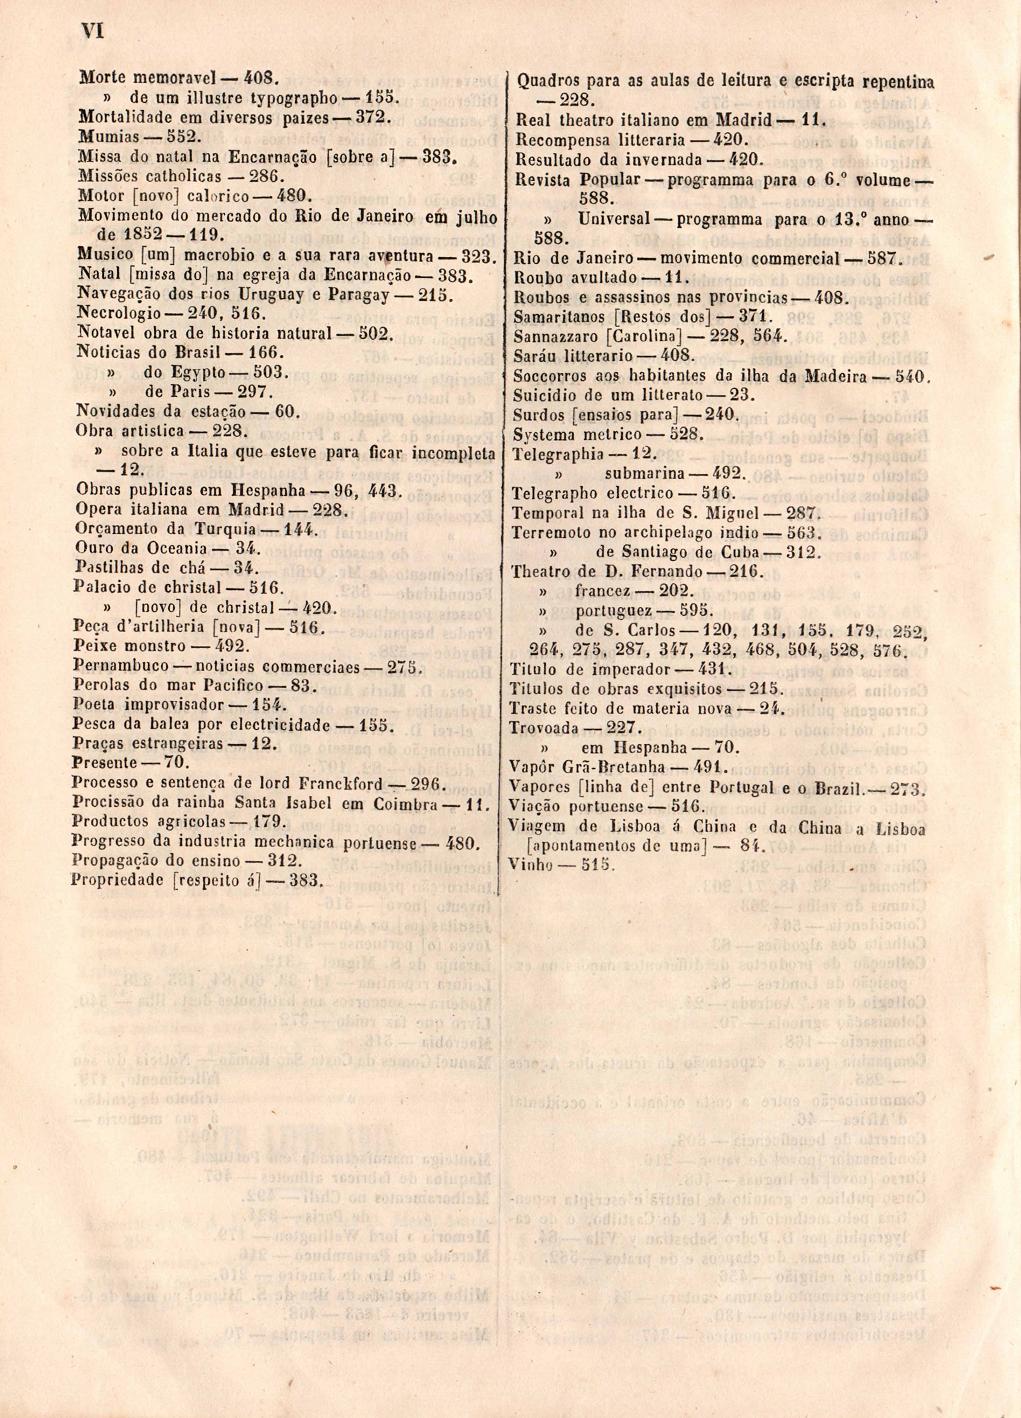 VI
Morte memoravel — 408.
» de um illustre typographo — 155.
Mortalidade em diversos paizes — 372.
Mumias — 552.
Missa do natal na Encarnação [sobre a] — 383.
Missões catholicas — 286.
Motor [novo] calorico — 480.
Movimento do mercado do Rio de Janeiro em julho
de 1852 — 119.
Musico [um] macrobio e a sua rara aventura — 323.
Natal [missa do] na egreja da Encarnação — 383.
Navegação dos rios Uruguay e Paragay — 215.
Necrologio — 240, 516.
Notavel obra de historia natural — 502.
Noticias do Brasil — 166.
» do Egypto — 503.
» de Paris — 297.
Novidades da estação — 60.
Obra artistica — 228.
» sobre a Italia que esteve para ficar incompleta
— 12.
Obras publicas em Hespanha — 96, 443.
Opera italiana em Madrid — 228.
Orçamento da Turquia — 144.
Ouro da Oceania — 34.
Pastilhas de chá — 34.
Palacio de christal — 516.
» [novo] de christal — 420.
Peça d'artilheria [nova] — 516.
Peixe monstro — 492.
Pernambuco — noticias commerciaes — 275.
Perolas do mar Pacifico — 83.
Poeta improvisador — 154.
Pesca da balea por electricidade — 155.
Praças estrangeiras — 12.
Presente — 70.
Processo e sentença de lord Franckford — 296.
Procissão da rainha Santa Isabel em Coimbra — 11.
Productos agricolas — 179.
Progresso da industria mechanica portuense — 480.
Propagação do ensino — 312.
Propriedade [respeito á] — 383.
Quadros para as aulas de leitura e escripta repentina
— 228.
Real theatro italiano em Madrid — 11.
Recompensa litteraria — 420.
Resultado da invernada — 420.
Revista Popular — programma para o 6.º volume —
588.
» Universal — programma para o 13.º anno —
588.
Rio de Janeiro — movimento commercial — 587.
Roubo avultado — 11.
Roubos e assassinos nas provincias — 408.
Samaritanos [Restos dos] — 371.
Sannazzaro [Carolina] — 228, 564.
Saráu litterario — 408.
Soccorros aos habitantes da ilha da Madeira — 540.
Suicidio de um litterato — 23.
Surdos [ensaios para] — 240.
Systema metrico — 528.
Telegraphia — 12.
» submarina — 492.
Telegrapho electrico — 516.
Temporal na ilha de S. Miguel — 287.
Terremoto no archipelago indio — 563.
» de Santiago de Cuba — 312.
Theatro de D. Fernando — 216.
» francez — 202.
» portuguez — 595.
» de S. Carlos — 120, 131, 155, 179, 252,
264, 275, 287, 347, 432, 468, 504, 528, 576.
Titulo de imperador — 431.
Titulos de obras exquisitos — 215.
Traste feito de materia nova — 24.
Trovoada — 227.
» em Hespanha — 70.
Vapôr Grã-Bretanha — 491.
Vapores [linha de] entre Portugal e o Brazil. — 273.
Viação portuense — 516.
Viagem de Lisboa á China e da China a Lisboa
[apontamentos de uma] — 84.
Vinho — 515.